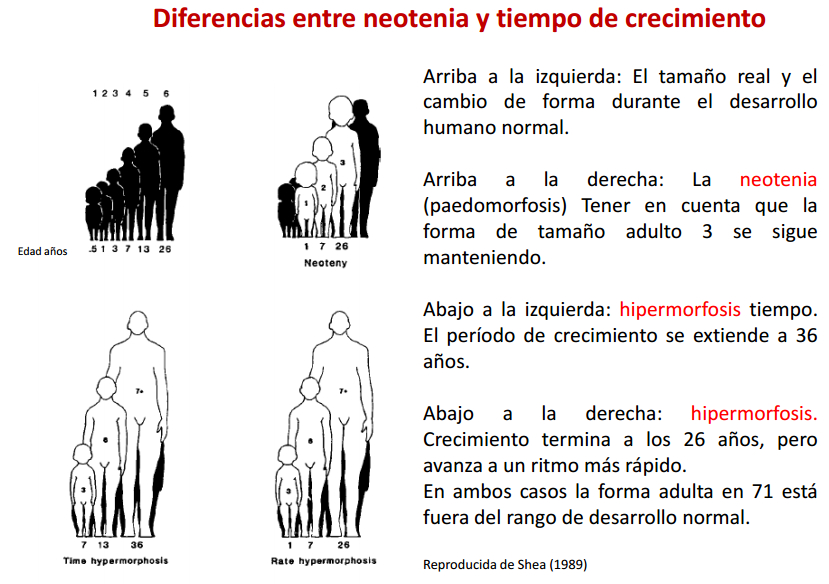 Diferencias entre neotenia y tiempo de crecimiento
1 2 3 4 5 6
Edad años
.5 1 3 7 13 26
1
2
3
1 7 26
Neoteny
3
6
7+
7 13 36
Time hypermorphosis
3
6
7+
1 7 26
Rate hypermorphosis
Arriba a la izquierda: El tamaño real y el
cambio de forma durante el desarrollo
humano normal.
Arriba a la derecha: La neotenia
(paedomorfosis) Tener en cuenta que la
forma de tamaño adulto 3 se sigue
manteniendo.
Abajo a la izquierda: hipermorfosis tiempo.
El período de crecimiento se extiende a 36
años.
Abajo a la derecha: hipermorfosis.
Crecimiento termina a los 26 años, pero
avanza a un ritmo más rápido.
En ambos casos la forma adulta en 71 está
fuera del rango de desarrollo normal.
Reproducida de Shea (1989)